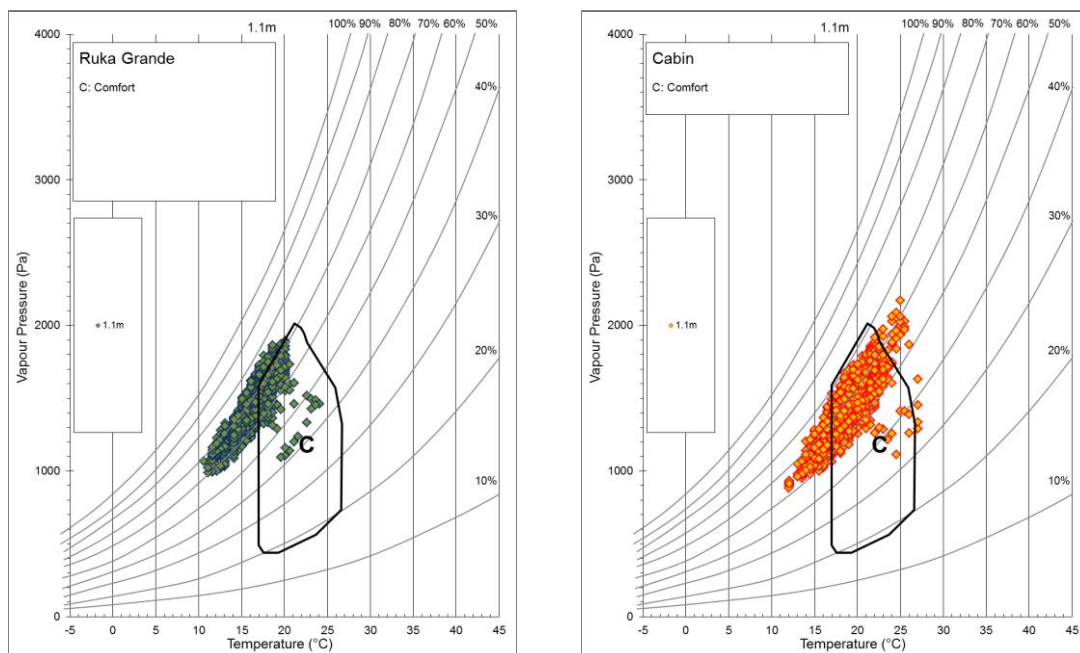 1.1m 100% 90% 80% 70% 60% 50%
4000
Ruka Grande
C: Comfort
40%
3000
30%
Vapour Pressure (Pa)
2000
1.1m
20%
C
1000
10%
0
-5 0 5 10 15 20 25 30 35 40 45
Temperature (°C)
1.1m 100% 90% 80% 70% 60% 50%
4000
Cabin
C: Comfort
40%
3000
30%
Vapour Pressure (Pa)
2000
1.1m
20%
C
1000
10%
0
-5 0 5 10 15 20 25 30 35 40 45
Temperature (°C)